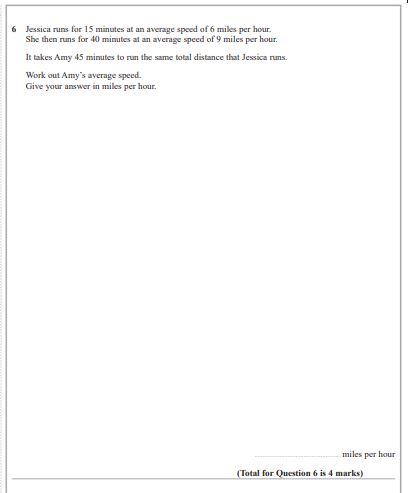 6 Jessica runs for 15 minutes at an average speed of 6 miles per hour.
She then runs for 40 minutes at an average speed of 9 miles per hour.
It takes Amy 45 minutes to run the same total distance that Jessica runs.
Work out Amy's average speed.
Give your answer in miles per hour.
miles per hour
(Total for Question 6 is 4 marks)